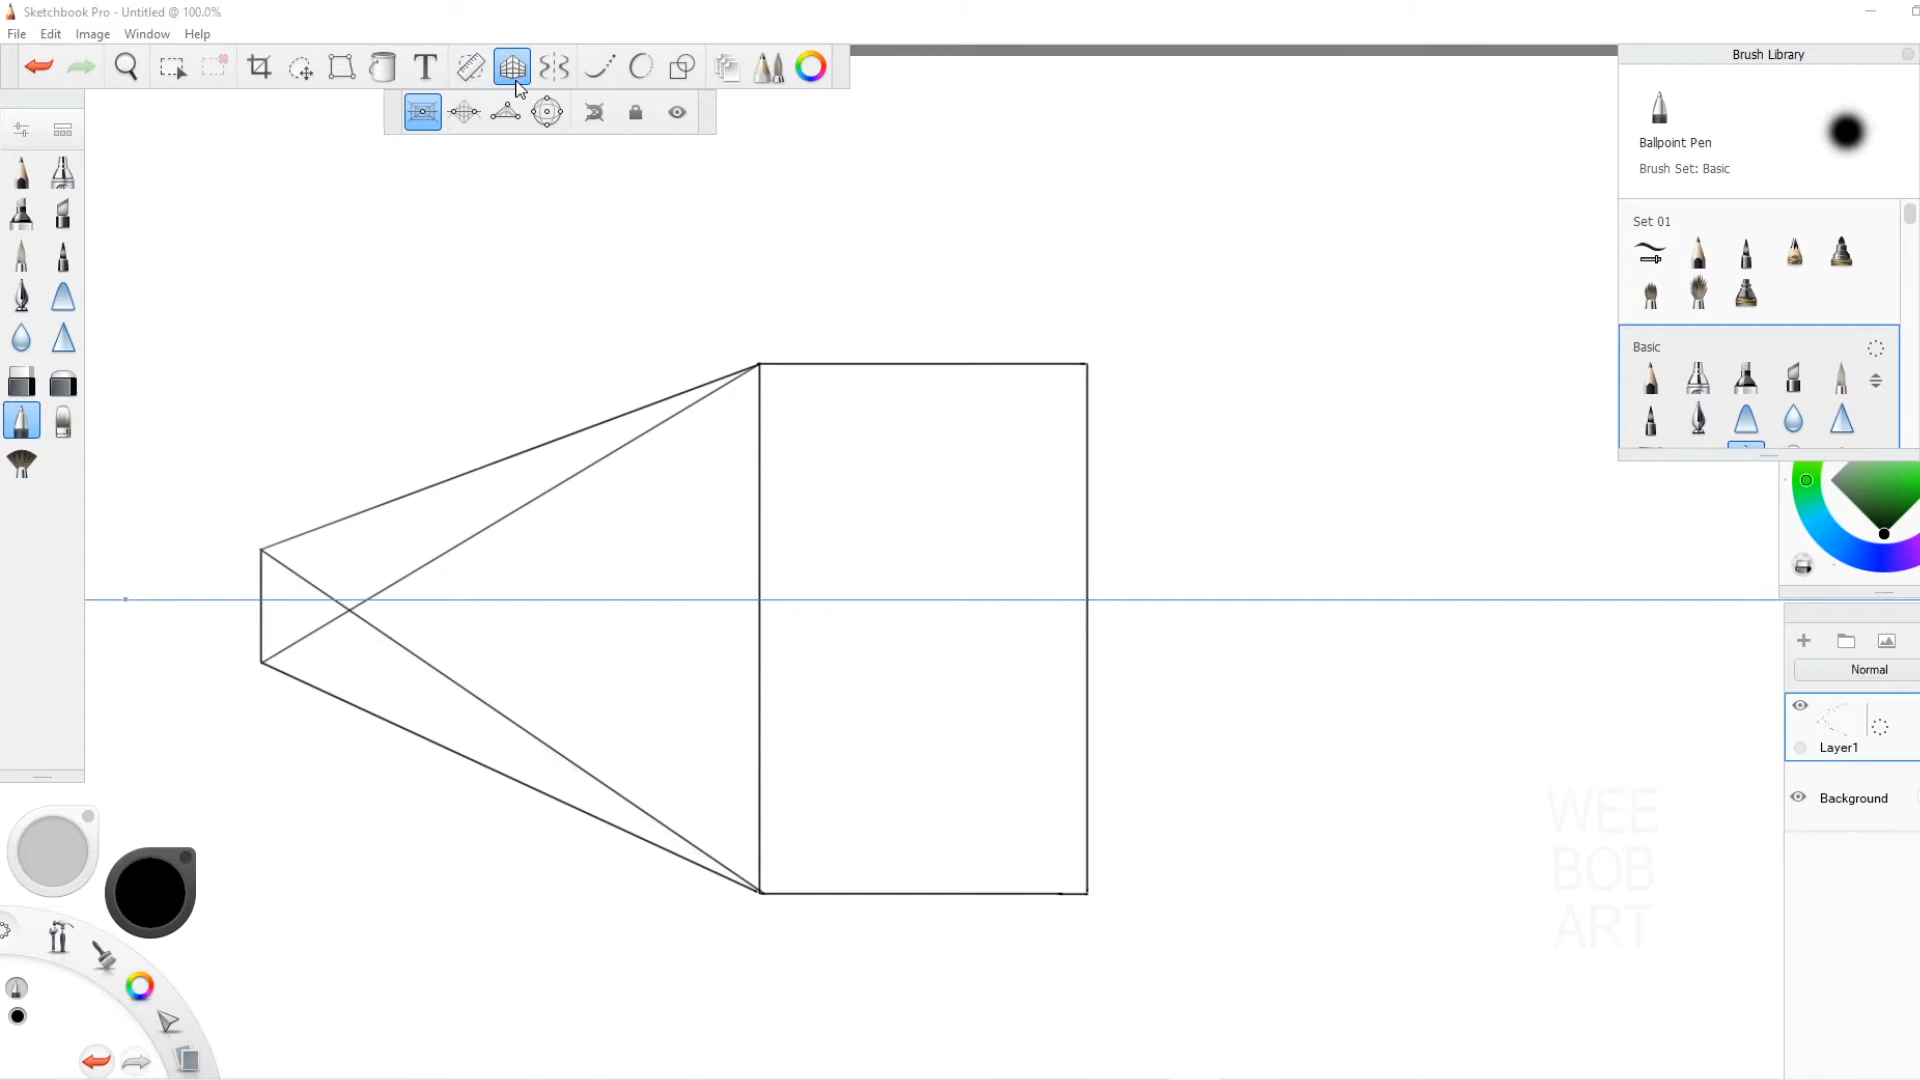 Sketchbook Pro - Untitled @ 100.0%
File Edit Image Window Help
Brush Library
Ballpoint Pen
Brush Set: Basic
Set 01
Basic
Normal
Layer1
Background
WEE
BOB
ART